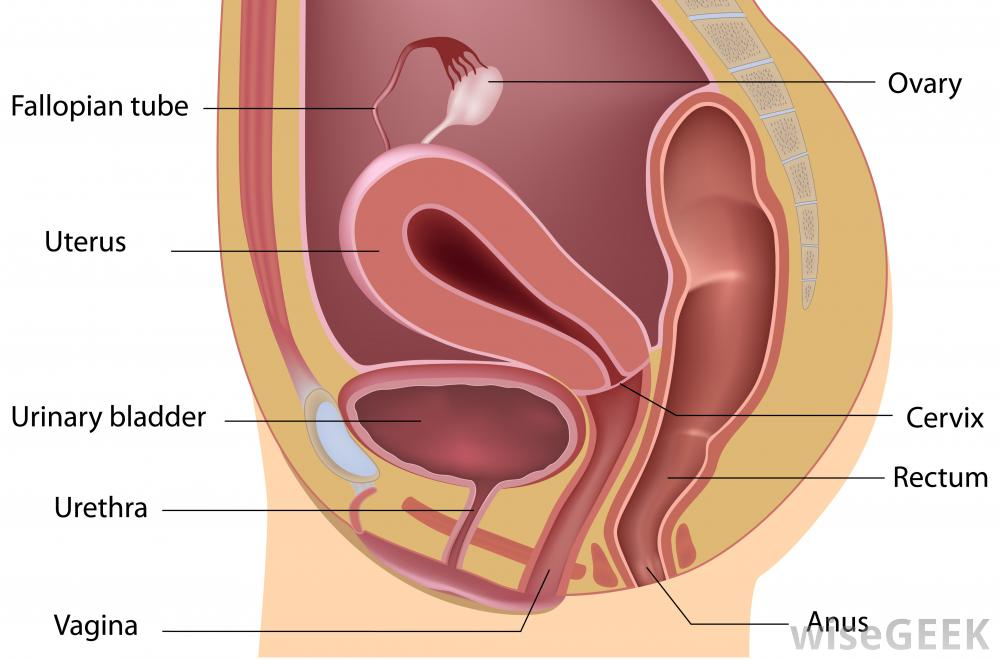 Ovary
Fallopian tube
Uterus
Urinary bladder
Cervix
Rectum
Urethra
Vagina
Anus
wiseGEEK